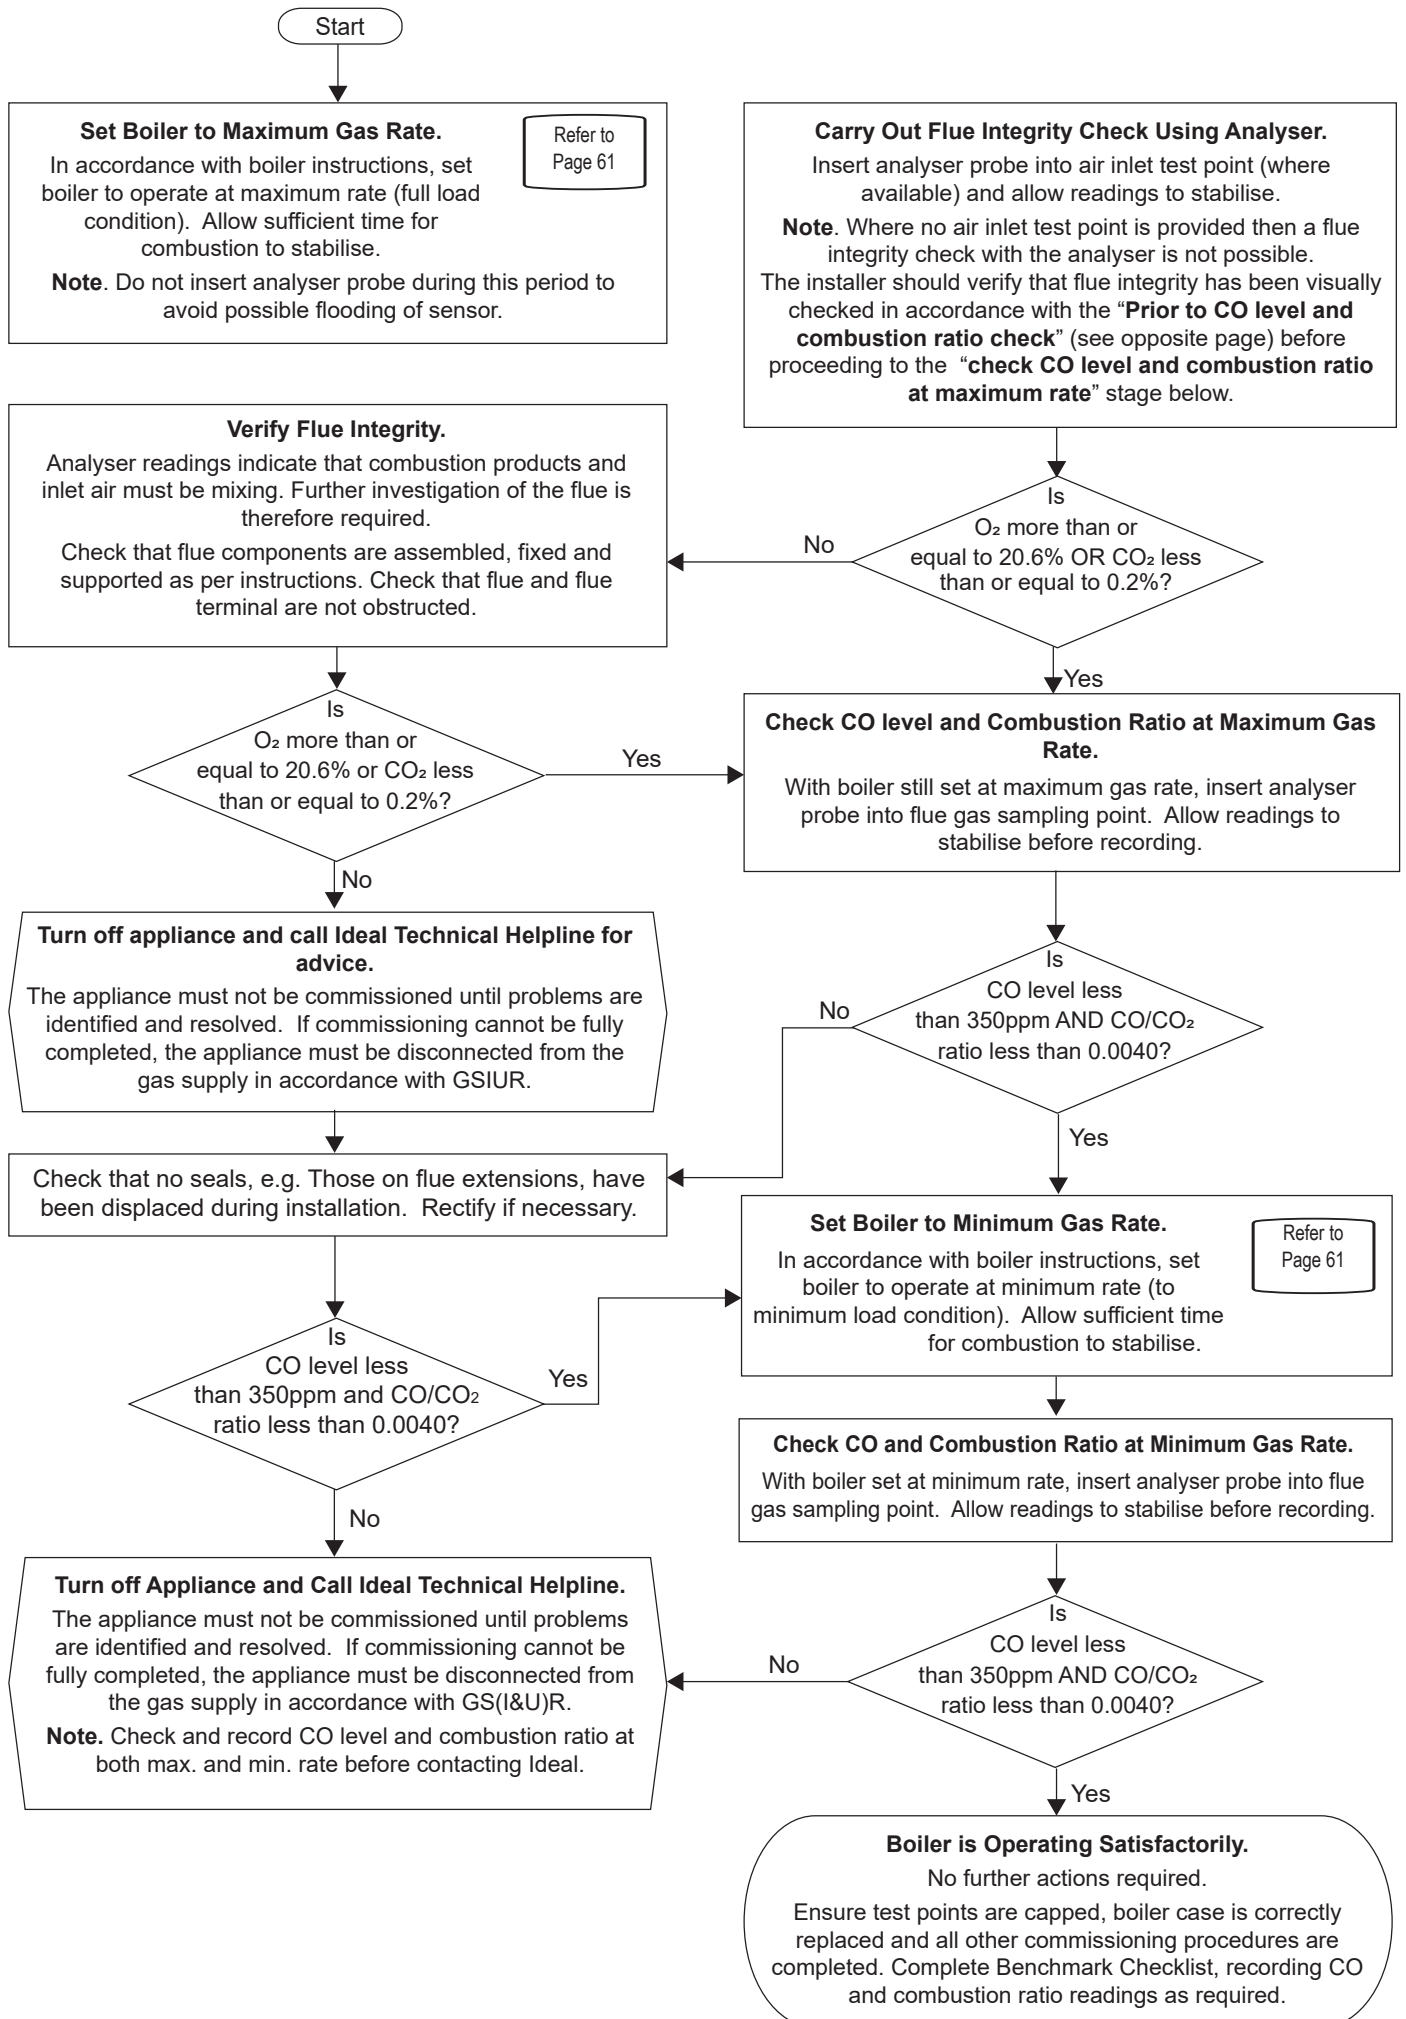 Start
Set Boiler to Maximum Gas Rate.
In accordance with boiler instructions, set
boiler to operate at maximum rate (full load
condition). Allow sufficient time for
combustion to stabilise.
Note. Do not insert analyser probe during this period to
avoid possible flooding of sensor.
Refer to
Page 61
Carry Out Flue Integrity Check Using Analyser.
Insert analyser probe into air inlet test point (where
available) and allow readings to stabilise.
Note. Where no air inlet test point is provided then a flue
integrity check with the analyser is not possible.
The installer should verify that flue integrity has been visually
checked in accordance with the “Prior to CO level and
combustion ratio check” (see opposite page) before
proceeding to the “check CO level and combustion ratio
at maximum rate” stage below.
Verify Flue Integrity.
Analyser readings indicate that combustion products and
inlet air must be mixing. Further investigation of the flue is
therefore required.
Check that flue components are assembled, fixed and
supported as per instructions. Check that flue and flue
terminal are not obstructed.
No
Is
O₂ more than or
equal to 20.6% OR CO₂ less
than or equal to 0.2%?
Yes
Is
O₂ more than or
equal to 20.6% or CO₂ less
than or equal to 0.2%?
Yes
No
Check CO level and Combustion Ratio at Maximum Gas
Rate.
With boiler still set at maximum gas rate, insert analyser
probe into flue gas sampling point. Allow readings to
stabilise before recording.
Turn off appliance and call Ideal Technical Helpline for
advice.
The appliance must not be commissioned until problems are
identified and resolved. If commissioning cannot be fully
completed, the appliance must be disconnected from the
gas supply in accordance with GSIUR.
No
Is
CO level less
than 350ppm AND CO/CO₂
ratio less than 0.0040?
Yes
Check that no seals, e.g. Those on flue extensions, have
been displaced during installation. Rectify if necessary.
Set Boiler to Minimum Gas Rate.
In accordance with boiler instructions, set
boiler to operate at minimum rate (to
minimum load condition). Allow sufficient time
for combustion to stabilise.
Refer to
Page 61
Is
CO level less
than 350ppm and CO/CO₂
ratio less than 0.0040?
Yes
No
Check CO and Combustion Ratio at Minimum Gas Rate.
With boiler set at minimum rate, insert analyser probe into flue
gas sampling point. Allow readings to stabilise before recording.
Turn off Appliance and Call Ideal Technical Helpline.
The appliance must not be commissioned until problems
are identified and resolved. If commissioning cannot be
fully completed, the appliance must be disconnected from
the gas supply in accordance with GS(I&U)R.
Note. Check and record CO level and combustion ratio at
both max. and min. rate before contacting Ideal.
No
Is
CO level less
than 350ppm AND CO/CO₂
ratio less than 0.0040?
Yes
Boiler is Operating Satisfactorily.
No further actions required.
Ensure test points are capped, boiler case is correctly
replaced and all other commissioning procedures are
completed. Complete Benchmark Checklist, recording CO
and combustion ratio readings as required.